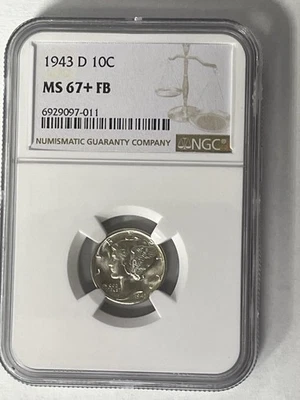 1943 D 10C
MS 67+ FB
6929097-011
NUMISMATIC GUARANTY COMPANY
NGC